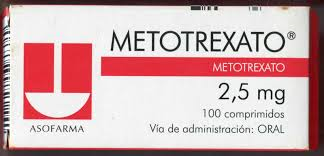 METOTREXATO®
METOTREXATO
2,5 mg
100 comprimidos
Vía de administración: ORAL
ASOFARMA